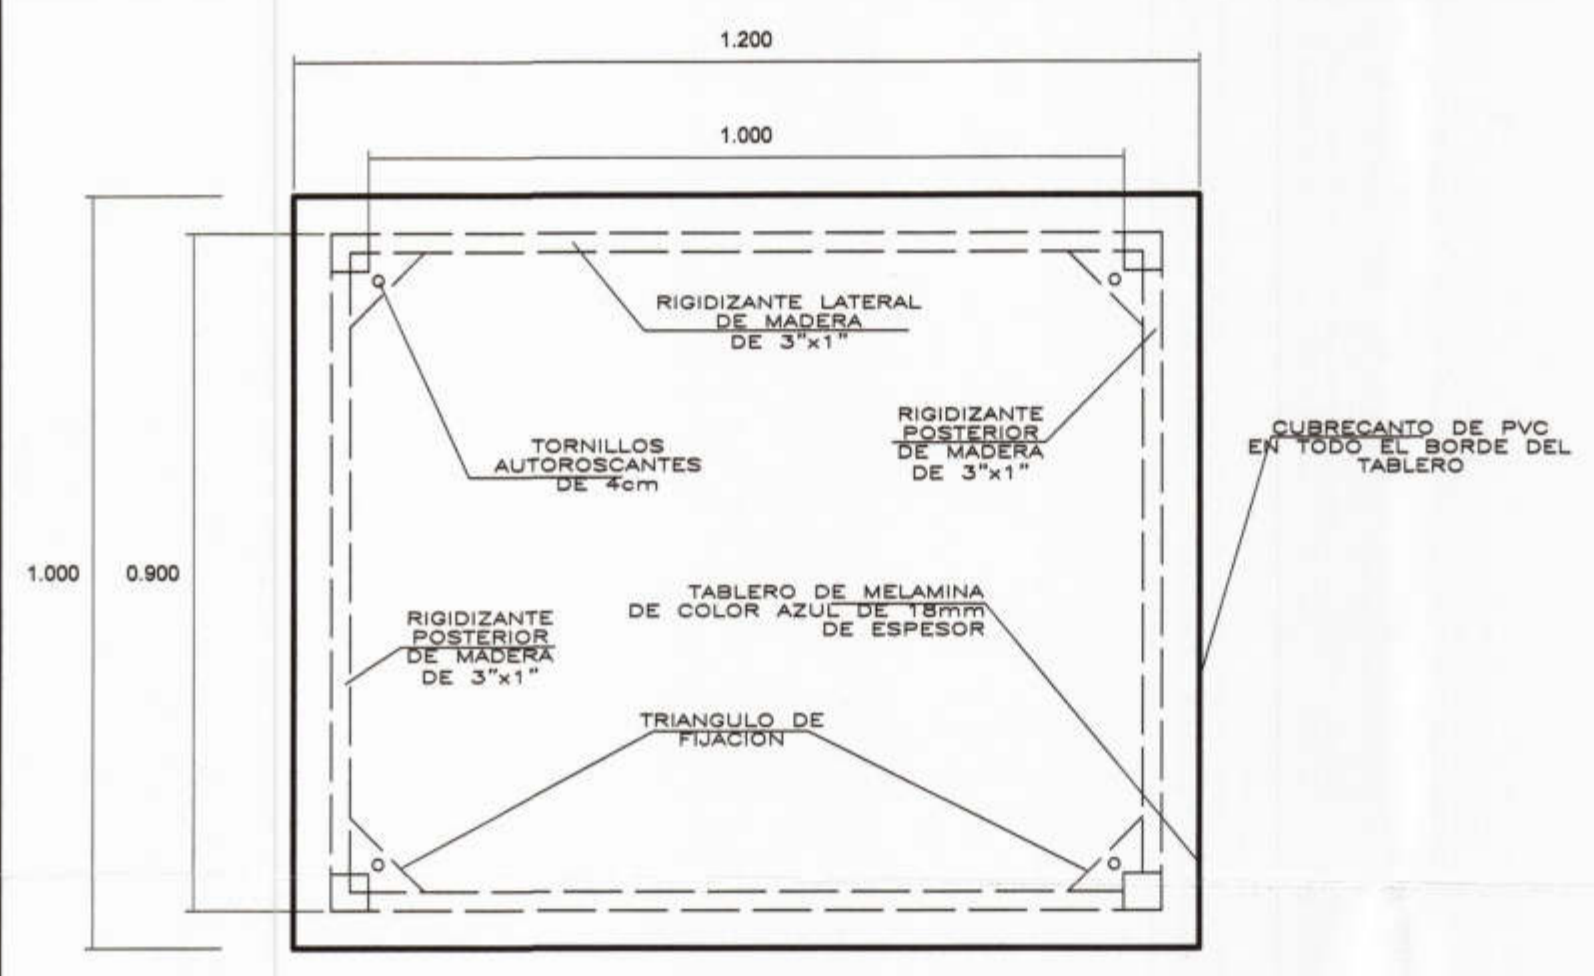 1.200
1.000
RIGIDIZANTE LATERAL
DE MADERA
DE 3"x1"
RIGIDIZANTE
POSTERIOR
DE MADERA
DE 3"x1"
CUBRECANTO DE PVC
EN TODO EL BORDE DEL
TABLERO
TORNILLOS
AUTOROSCANTES
DE 4cm
1.000
0.900
TABLERO DE MELAMINA
DE COLOR AZUL DE 18mm
DE ESPESOR
RIGIDIZANTE
POSTERIOR
DE MADERA
DE 3"x1"
TRIANGULO DE
FIJACION